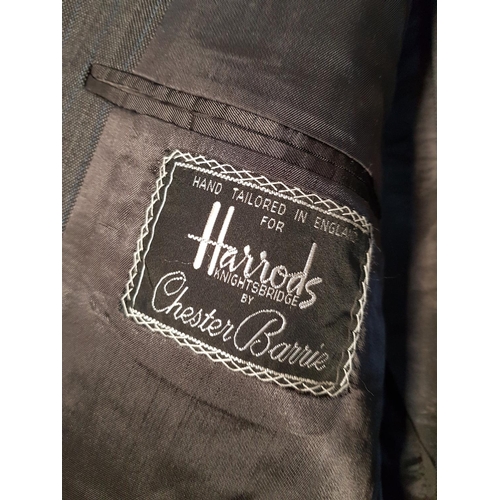 HAND TAILORED IN ENGLAND
FOR
Harrods
KNIGHTSBRIDGE
BY
Chester Barrie